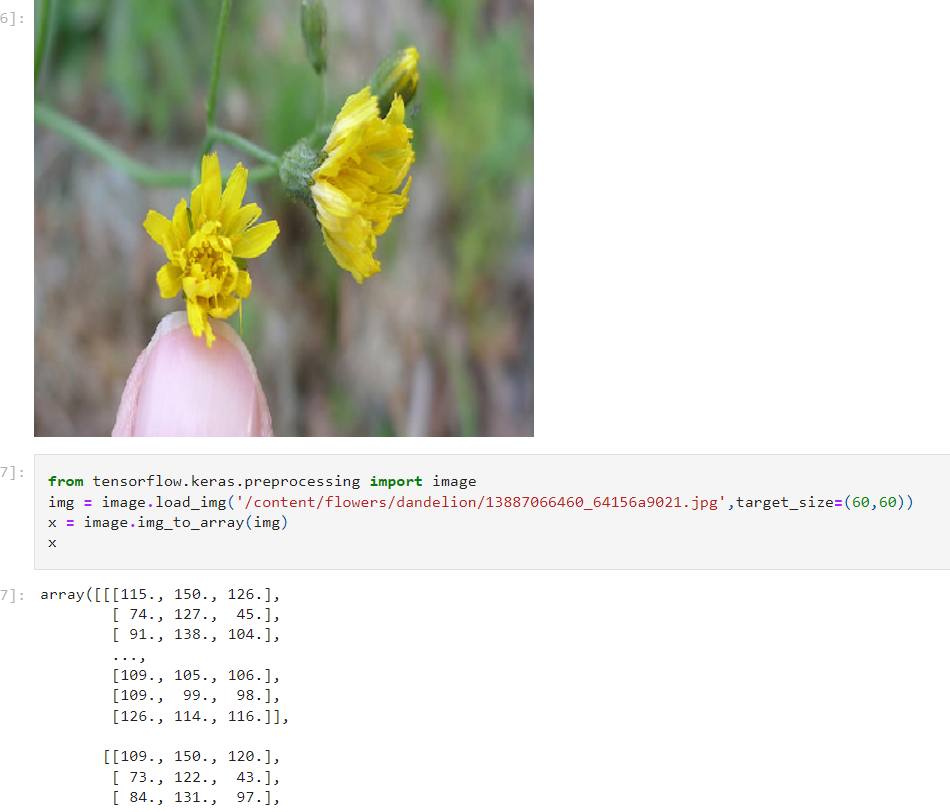 6]:
7]:
from tensorflow.keras.preprocessing import image
img = image.load_img('/content/flowers/dandelion/13887066460_64156a9021.jpg',target_size=(60,60))
x = image.img_to_array(img)
x
7]:
array([[[115., 150., 126.],
[ 74., 127.,  45.],
[ 91., 138., 104.],
...,
[109., 105., 106.],
[109.,  99.,  98.],
[126., 114., 116.]],
[[109., 150., 120.],
[ 73., 122.,  43.],
[ 84., 131.,  97.],